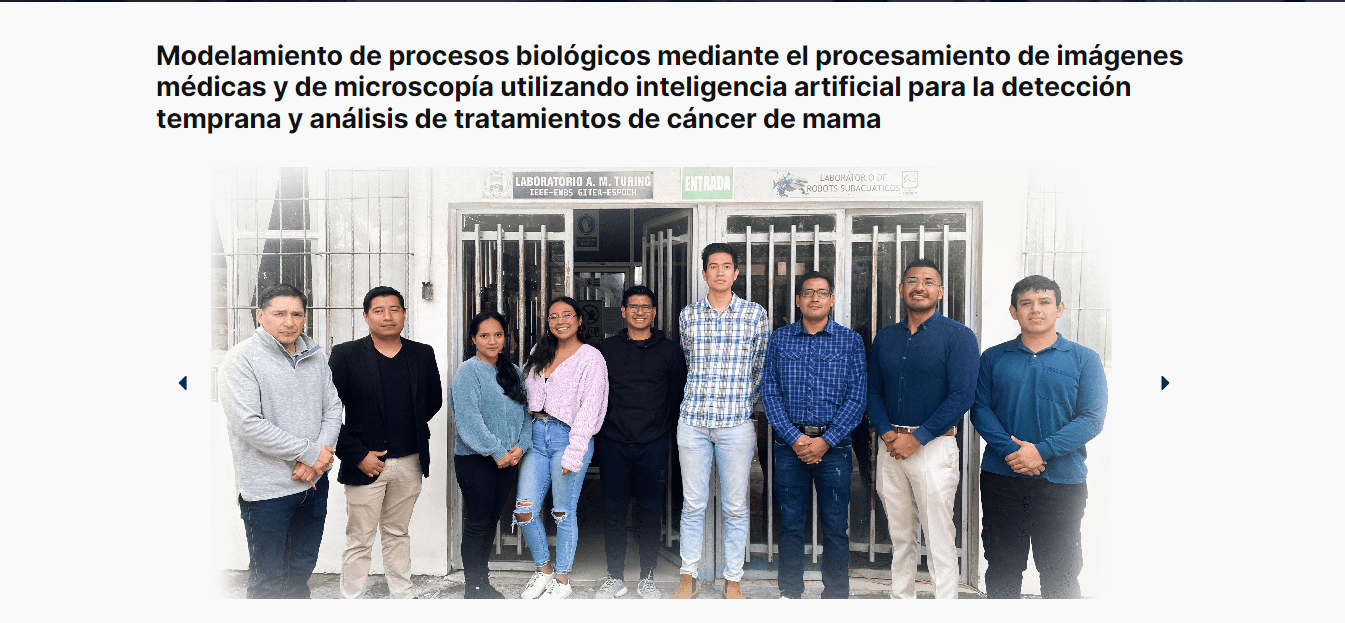 Modelamiento de procesos biológicos mediante el procesamiento de imágenes
médicas y de microscopía utilizando inteligencia artificial para la detección
temprana y análisis de tratamientos de cáncer de mama
LABORATORIO A. M. TURING
IEEE-EMBS GITEA-ESPOCH
ENTRADA
LABORATORIO DE
ROBOTS SUBACUÁTICOS